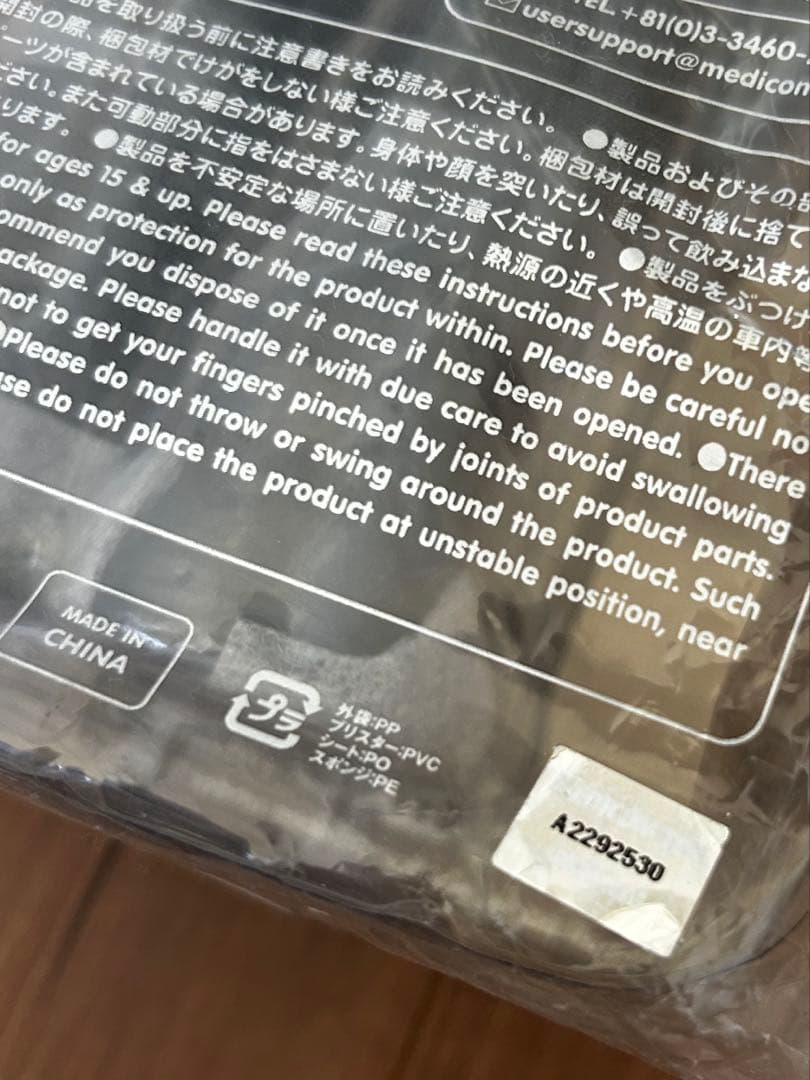 TEL +81(0)3-3460-
usersupport@medicom
品を取り扱う前に注意書きをお読みください。 ●製品およびその
開封の際、梱包材でけがをしない様ご注意ください。梱包材は開封後に捨て
パーツが含まれている場合があります。身体や顔を突いたり、誤って飲み込まな
ださい。また可動部分に指をはさまない様ご注意ください。 ●製品をぶつけ
ります。 ●製品を不安定な場所に置いたり、熱源の近くや高温の車内等
for ages 15 & up. Please read these instructions before you ope
only as protection for the product within. Please be careful no
ommend you dispose of it once it has been opened. ●There
ackage. Please handle it with due care to avoid swallowing
not to get your fingers pinched by joints of product parts.
●Please do not throw or swing around the product. Such
se do not place the product at unstable position, near
MADE IN
CHINA
プラ
外袋:PP
ブリスター:PVC
シート:PO
スポンジ:PE
A2292530